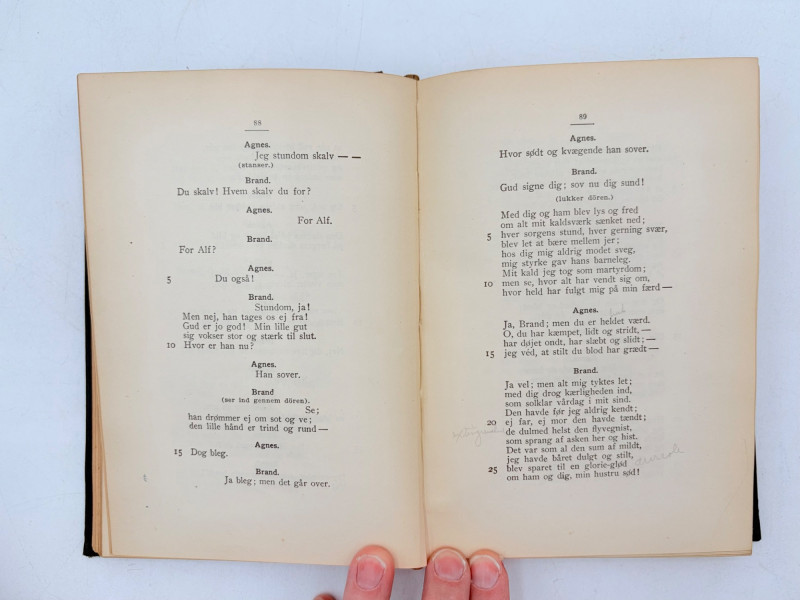 88
Agnes.
Jeg stundom skalv — —
(stanser.)
Brand.
Du skalv! Hvem skalv du for?
Agnes.
For Alf.
Brand.
For Alf?
Agnes.
5 Du også!
Brand.
Stundom, ja!
Men nej, han tages os ej fra!
Gud er jo god! Min lille gut
sig vokser stor og stærk til slut.
10 Hvor er han nu?
Agnes.
Han sover.
Brand
(ser ind gennem dören).
Se;
han drømmer ej om sot og ve;
den lille hånd er trind og rund —
Agnes.
15 Dog bleg.
Brand.
Ja bleg; men det går over.
89
Agnes.
Hvor sødt og kvægende han sover.
Brand.
Gud signe dig; sov nu dig sund!
(lukker dören.)
Med dig og ham blev lys og fred
om alt mit kaldsværk sænket ned;
5 hver sorgens stund, hver gerning svær,
blev let at bære mellem jer;
hos dig mig aldrig modet sveg,
mig styrke gav hans barneleg.
Mit kald jeg tog som martyrdom;
10 men se, hvor alt har vendt sig om,
hvor held har fulgt mig på min færd —
Agnes.
Ja, Brand; men du er heldet værd.
O, du har kæmpet, lidt og stridt, —
har døjet ondt, har slæbt og slidt; —
15 jeg véd, at stilt du blod har grædt —
Brand.
Ja vel; men alt mig tyktes let;
med dig drog kærligheden ind,
som solklar vårdag i mit sind.
Den havde før jeg aldrig kendt;
20 ej far, ej mor den havde tændt;
de dulmed helst den flyvegnist,
som sprang af asken her og hist.
Det var som al den sum af mildt,
jeg havde båret dulgt og stilt,
25 blev sparet til en glorie-glød
om ham og dig, min hustru sød!